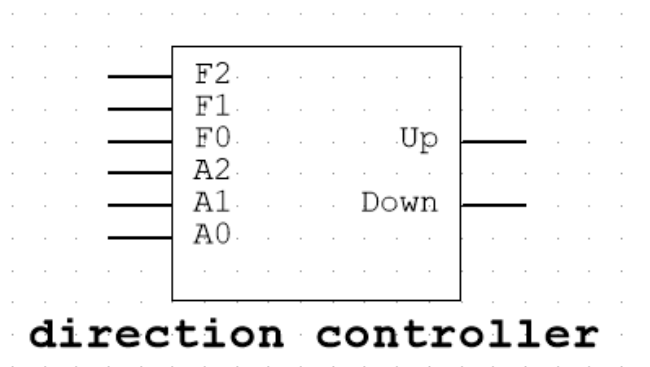 F2
F1
F0
Up
A2
A1
Down
A0
direction controller